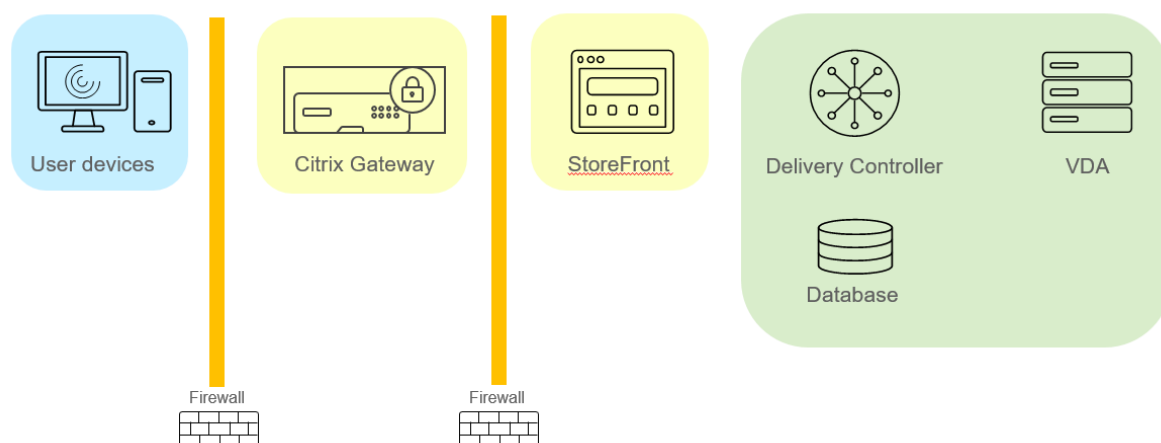 User devices
Citrix Gateway
StoreFront
Delivery Controller
VDA
Database
Firewall
Firewall